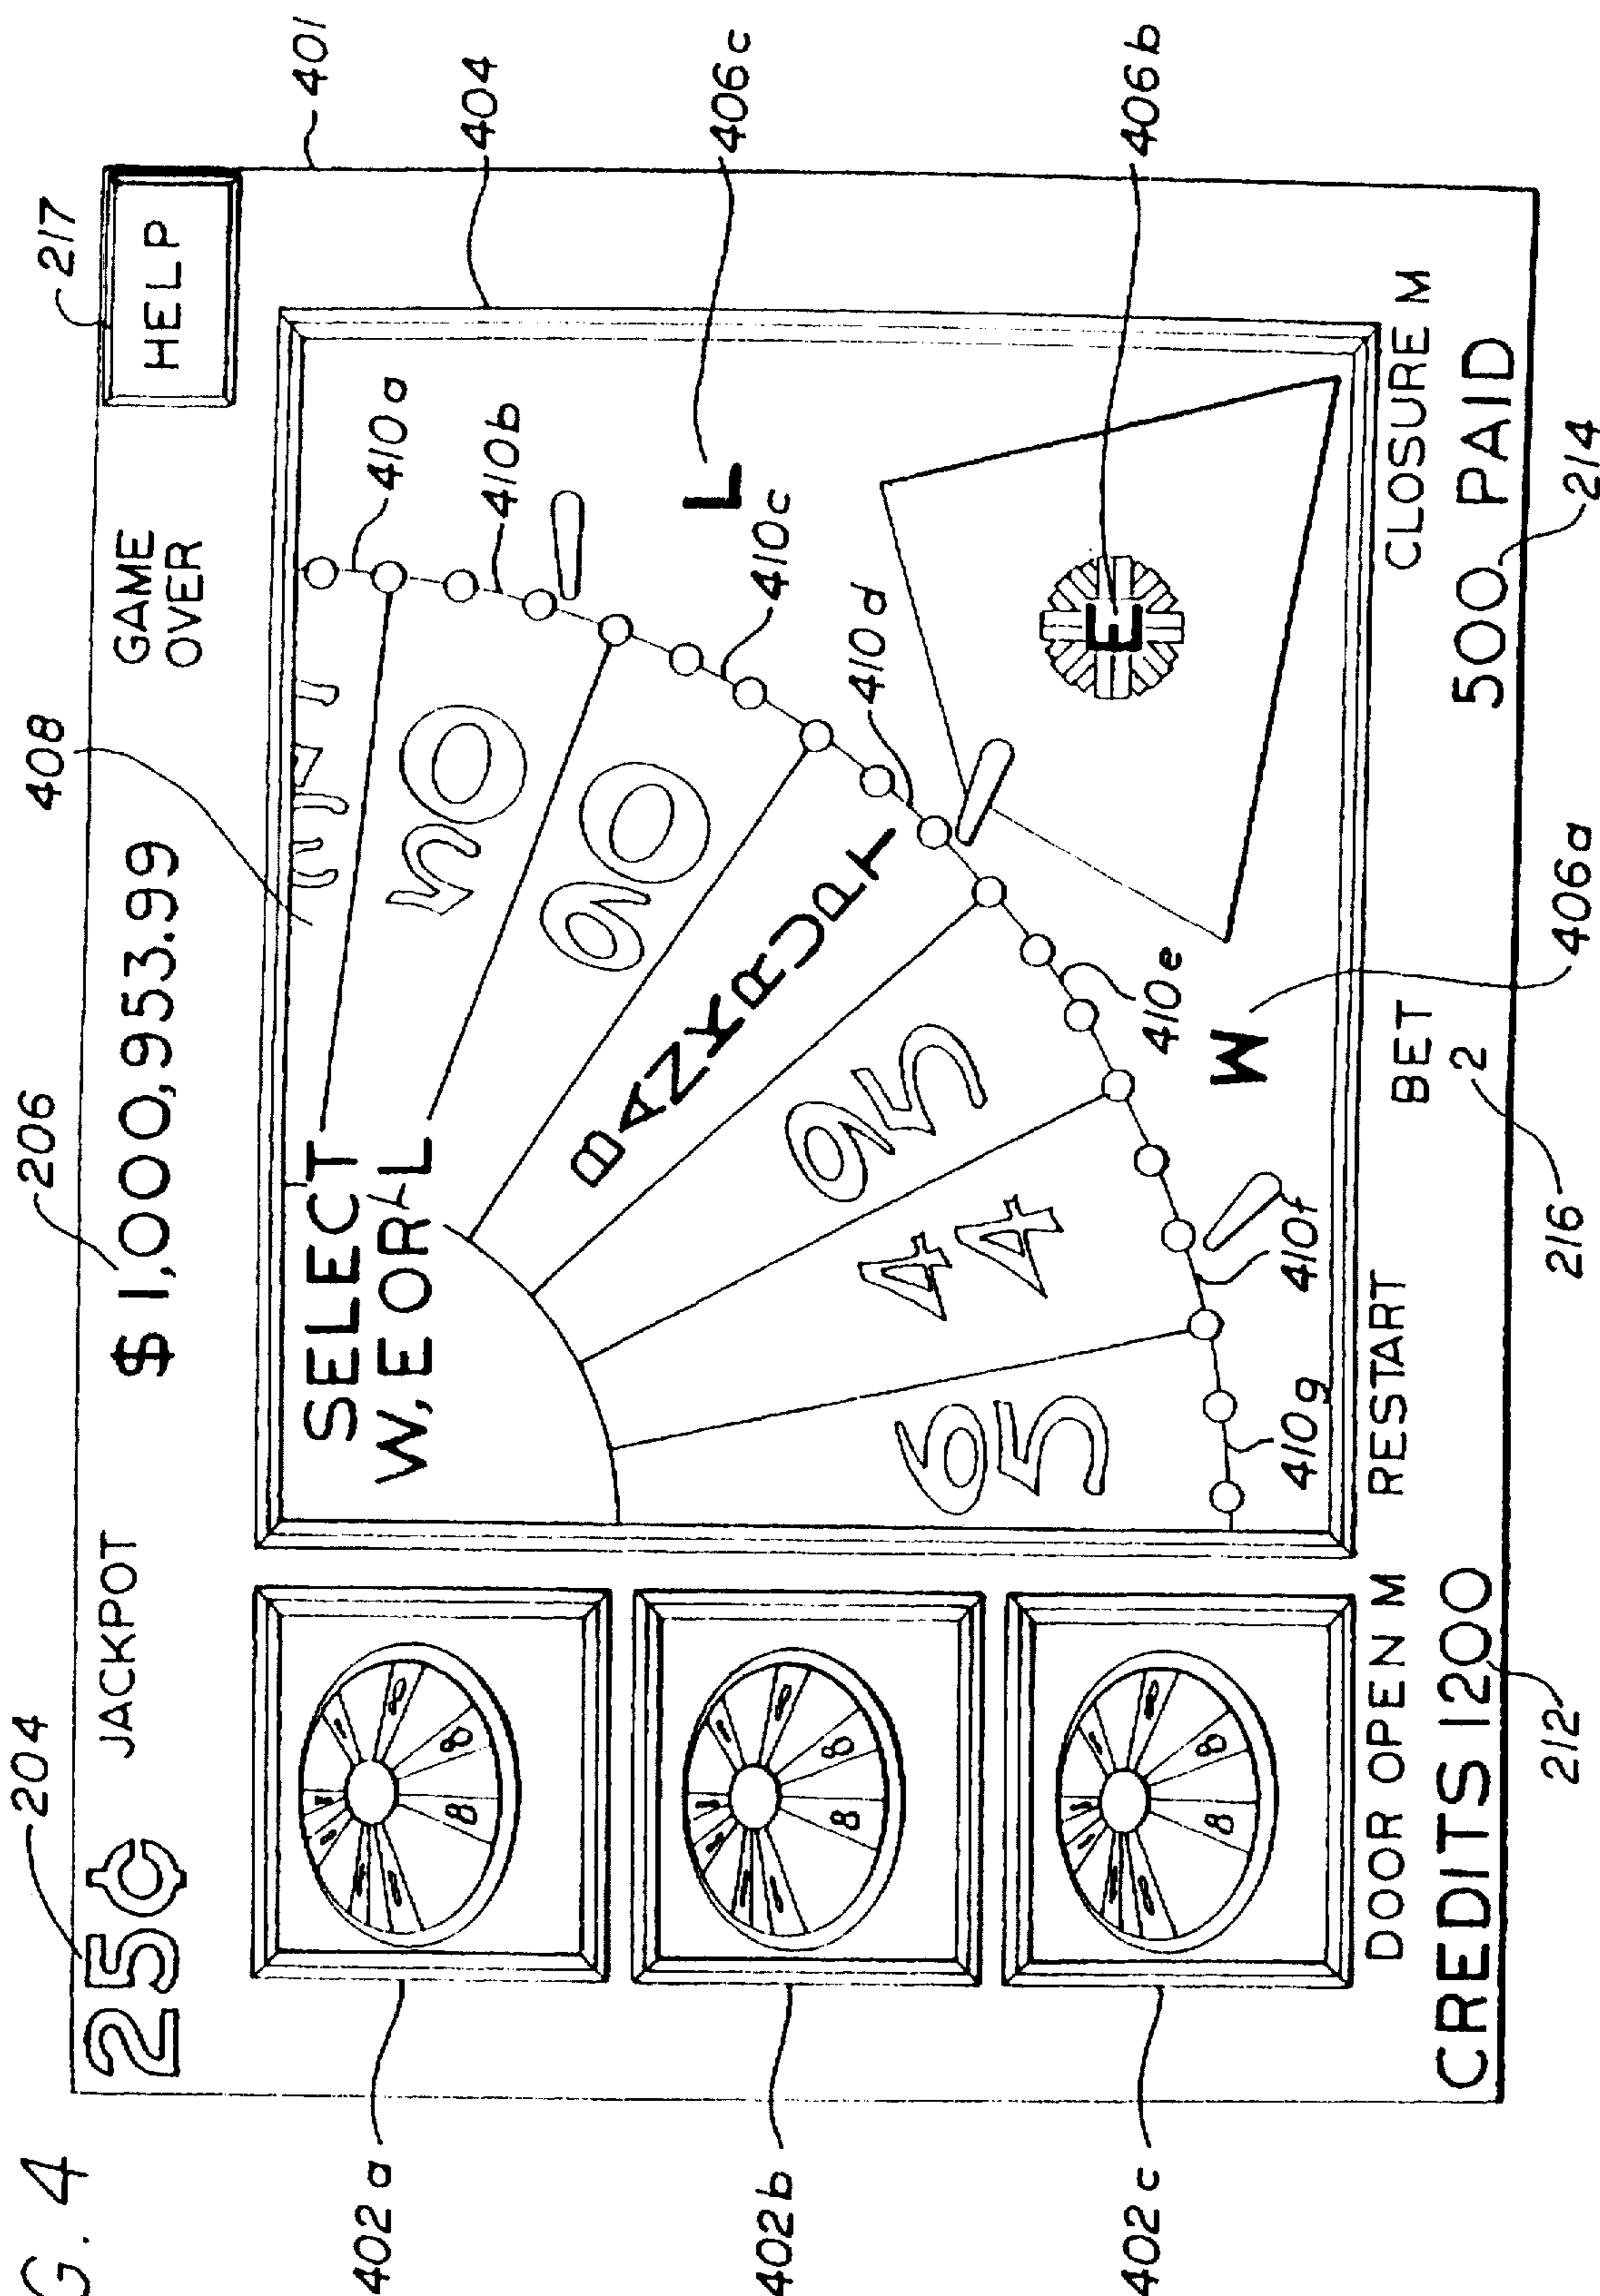 G. 4
204
206
408
217
25¢
JACKPOT
$1,000,953.99
GAME
OVER
HELP
401
404
402a
402b
402c
SELECT
W, E OR L
50
90
BANKRUPT
95
44
65
410a
410b
410c
410d
410e
410f
410g
L
E
W
406c
406b
406a
DOOR OPEN M
RESTART
BET
CLOSURE M
CREDITS 1200
2
500 PAID
212
216
214